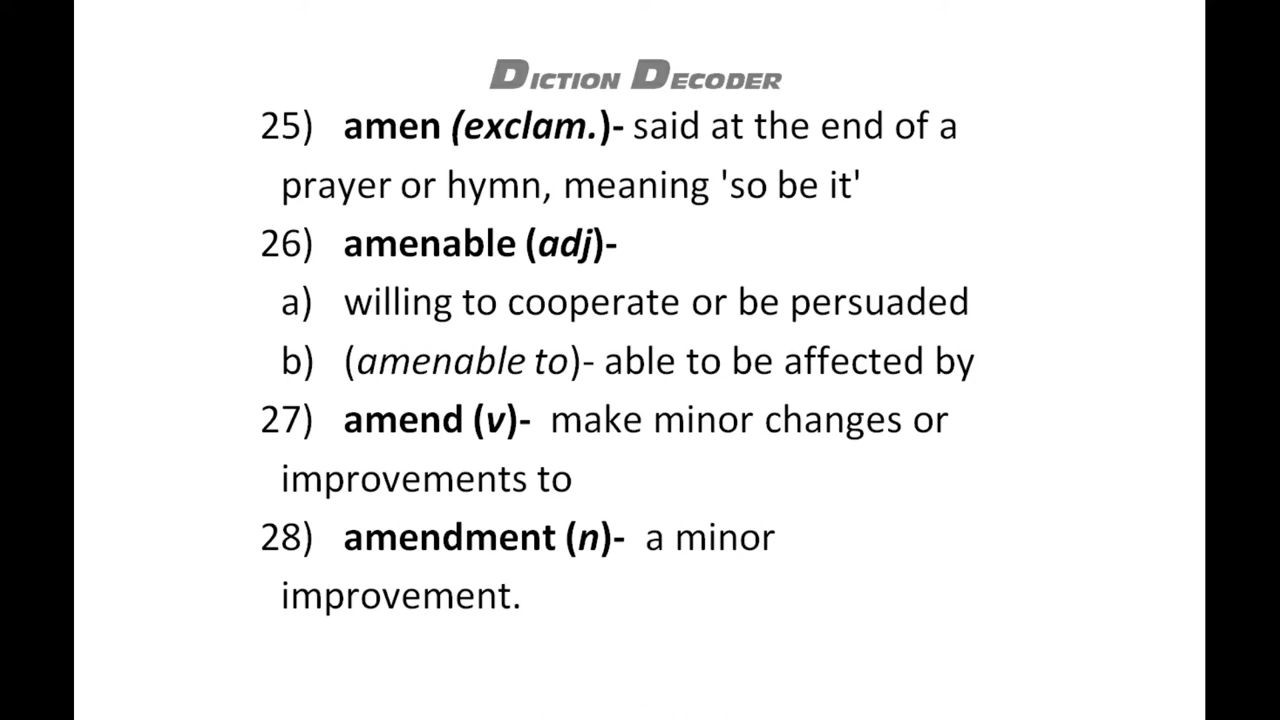 DICTION DECODER
25) amen (exclam.)- said at the end of a
prayer or hymn, meaning 'so be it'
26) amenable (adj)-
a) willing to cooperate or be persuaded
b) (amenable to)- able to be affected by
27) amend (v)- make minor changes or
improvements to
28) amendment (n)- a minor
improvement.